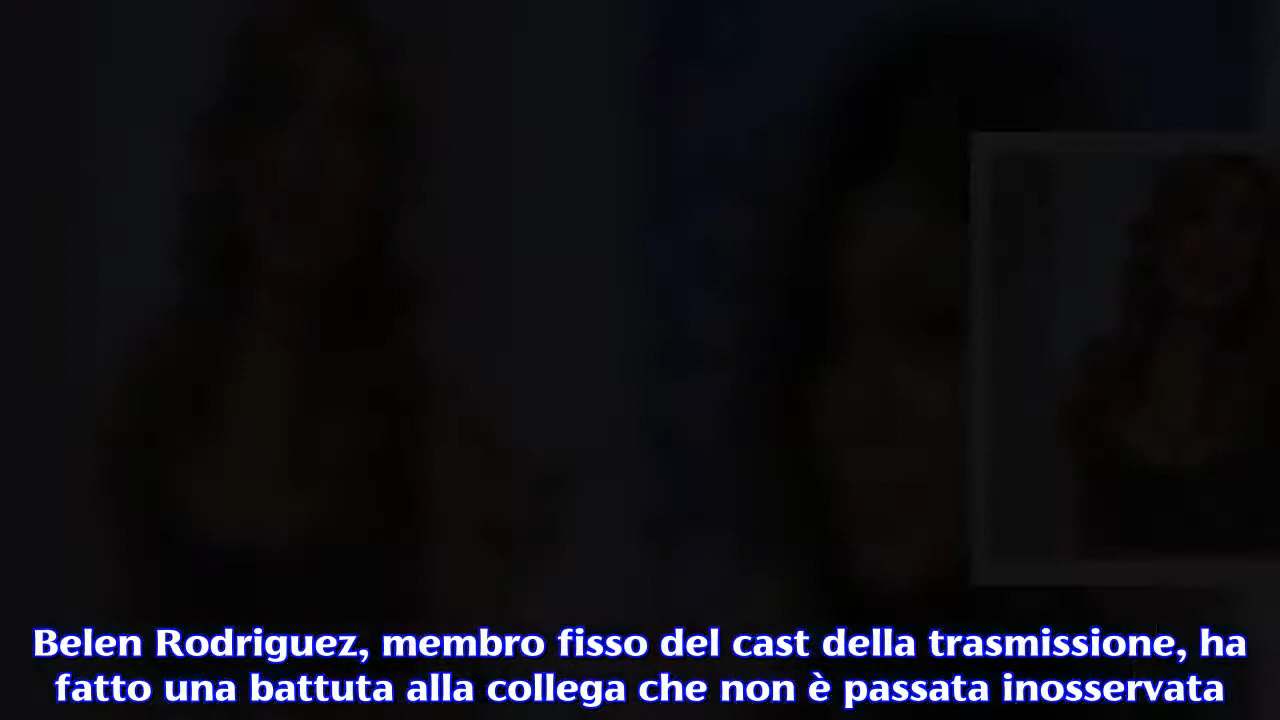 Belen Rodriguez, membro fisso del cast della trasmissione, ha
fatto una battuta alla collega che non è passata inosservata